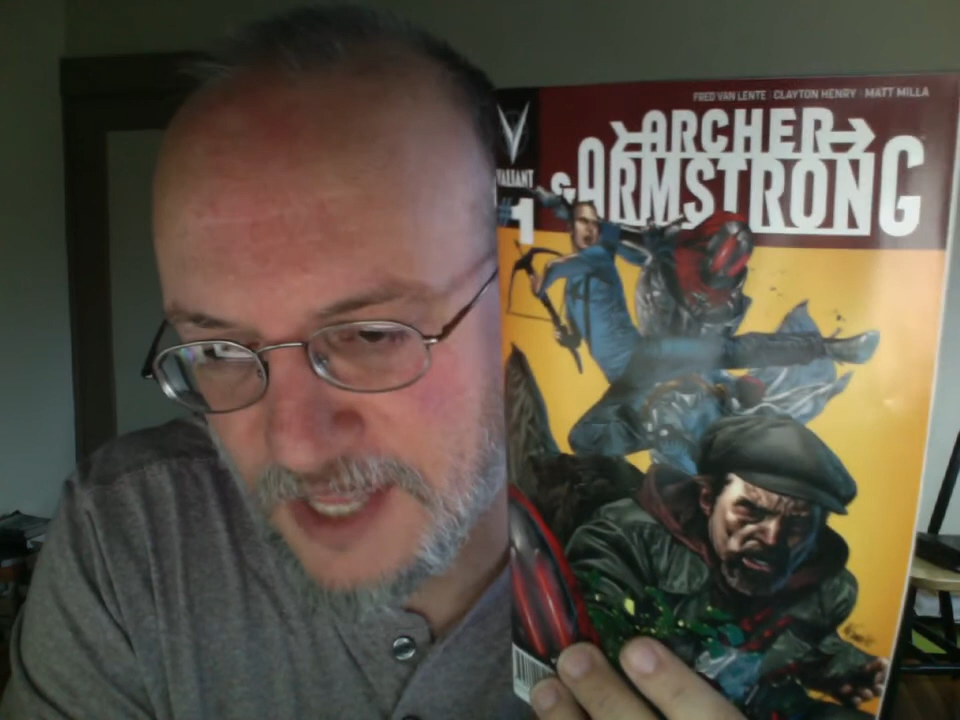 FRED VAN LENTE | CLAYTON HENRY | MATT MILLA
VALIANT
#1
ARCHER
& ARMSTRONG